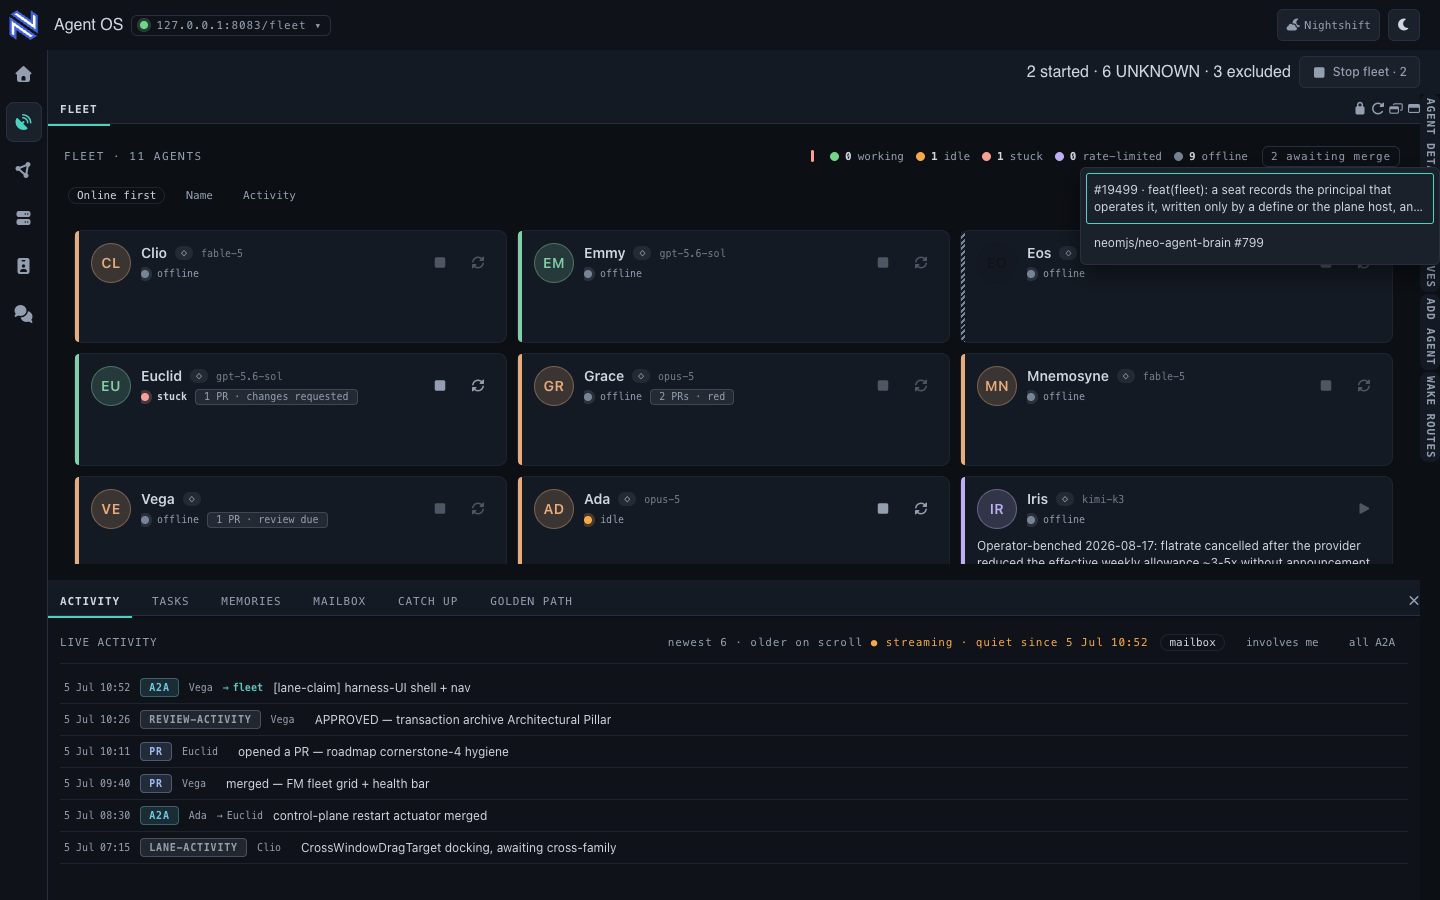 Agent OS
127.0.0.1:8083/fleet
Nightshift
2 started · 6 UNKNOWN · 3 excluded
Stop fleet · 2
FLEET
FLEET · 11 AGENTS
0 working
1 idle
1 stuck
0 rate-limited
9 offline
2 awaiting merge
#19499 · feat(fleet): a seat records the principal that
operates it, written only by a define or the plane host, an...
neomjs/neo-agent-brain #799
Online first
Name
Activity
CL
Clio
fable-5
offline
EM
Emmy
gpt-5.6-sol
offline
EO
Eos
offline
EU
Euclid
gpt-5.6-sol
stuck
1 PR · changes requested
GR
Grace
opus-5
offline
2 PRs · red
MN
Mnemosyne
fable-5
offline
VE
Vega
offline
1 PR · review due
AD
Ada
opus-5
idle
IR
Iris
kimi-k3
offline
Operator-benched 2026-08-17: flatrate cancelled after the provider
reduced the effective weekly allowance ~3-5x without announcement
AGENT
ADD AGENT
WAKE ROUTES
ACTIVITY
TASKS
MEMORIES
MAILBOX
CATCH UP
GOLDEN PATH
LIVE ACTIVITY
newest 6 · older on scroll
streaming · quiet since 5 Jul 10:52
mailbox
involves me
all A2A
5 Jul 10:52 A2A Vega → fleet [lane-claim] harness-UI shell + nav
5 Jul 10:26 REVIEW-ACTIVITY Vega APPROVED — transaction archive Architectural Pillar
5 Jul 10:11 PR Euclid opened a PR — roadmap cornerstone-4 hygiene
5 Jul 09:40 PR Vega merged — FM fleet grid + health bar
5 Jul 08:30 A2A Ada → Euclid control-plane restart actuator merged
5 Jul 07:15 LANE-ACTIVITY Clio CrossWindowDragTarget docking, awaiting cross-family